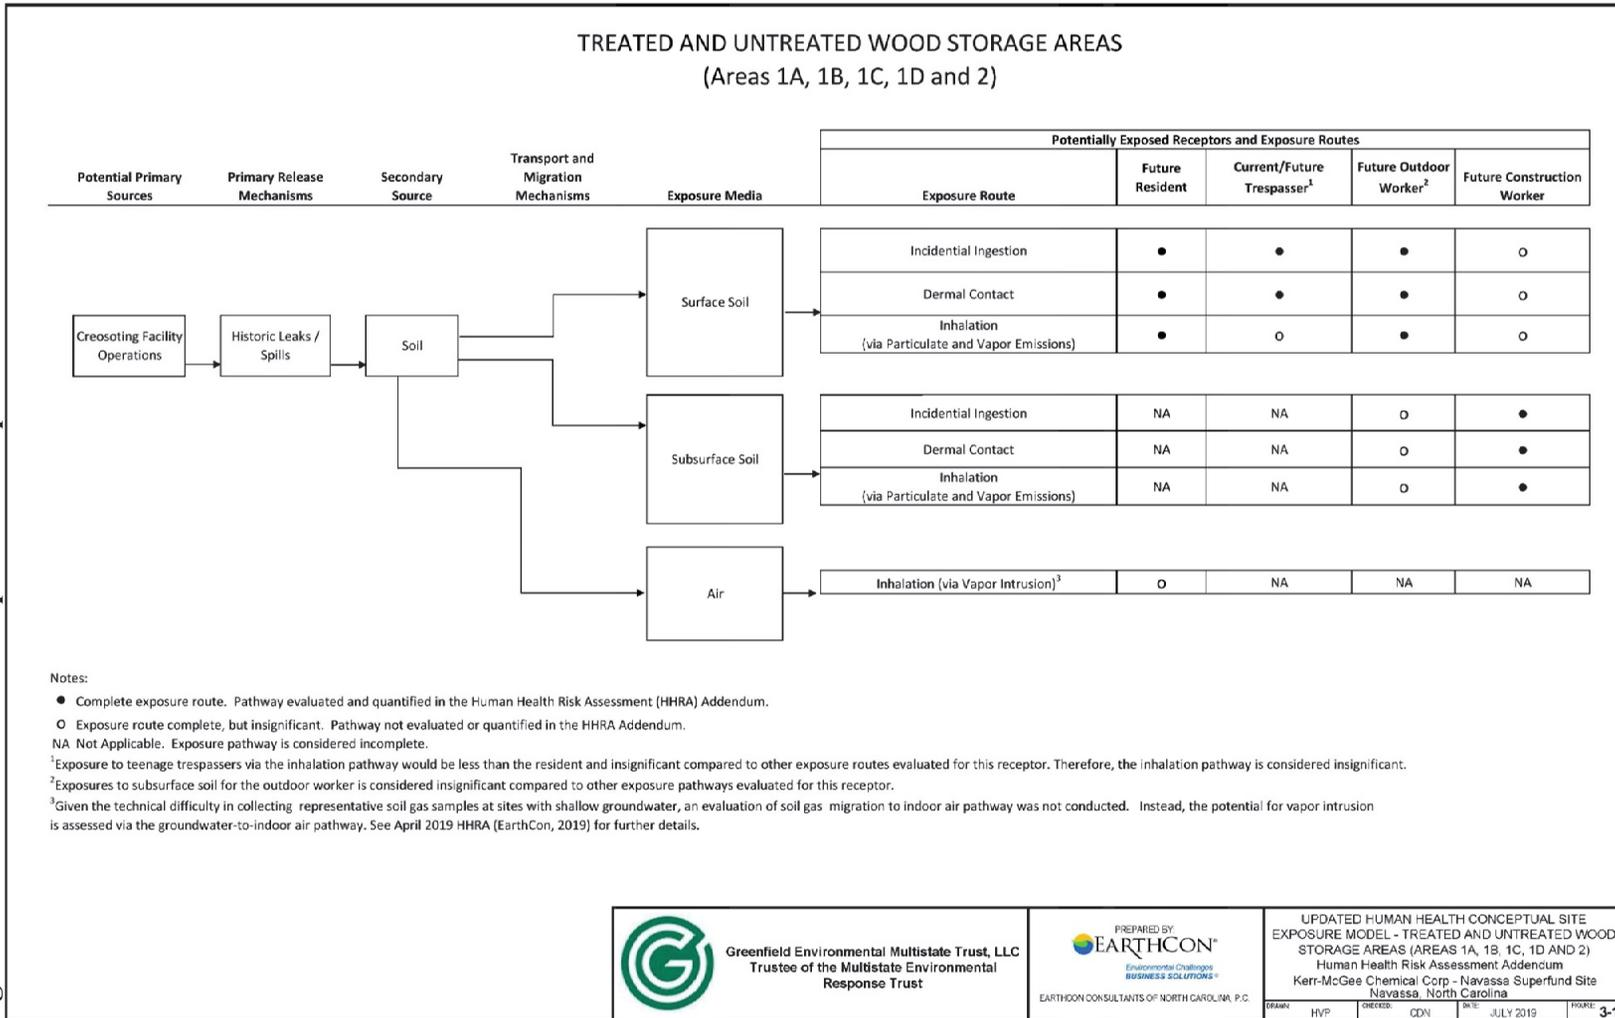 TREATED AND UNTREATED WOOD STORAGE AREAS
(Areas 1A, 1B, 1C, 1D and 2)
Potentially Exposed Receptors and Exposure Routes
Potential Primary
Sources
Primary Release
Mechanisms
Secondary
Source
Transport and
Migration
Mechanisms
Exposure Media
Exposure Route
Future
Resident
Current/Future
Trespasser¹
Future Outdoor
Worker²
Future Construction
Worker
Creosoting Facility
Operations
Historic Leaks /
Spills
Soil
Surface Soil
Incidential Ingestion ● ● ● o
Dermal Contact ● ● ● o
Inhalation
(via Particulate and Vapor Emissions) ● o ● o
Subsurface Soil
Incidential Ingestion NA NA o ●
Dermal Contact NA NA o ●
Inhalation
(via Particulate and Vapor Emissions) NA NA o ●
Air
Inhalation (via Vapor Intrusion)³ o NA NA NA
Notes:
● Complete exposure route. Pathway evaluated and quantified in the Human Health Risk Assessment (HHRA) Addendum.
o Exposure route complete, but insignificant. Pathway not evaluated or quantified in the HHRA Addendum.
NA Not Applicable. Exposure pathway is considered incomplete.
¹Exposure to teenage trespassers via the inhalation pathway would be less than the resident and insignificant compared to other exposure routes evaluated for this receptor. Therefore, the inhalation pathway is considered insignificant.
²Exposures to subsurface soil for the outdoor worker is considered insignificant compared to other exposure pathways evaluated for this receptor.
³Given the technical difficulty in collecting representative soil gas samples at sites with shallow groundwater, an evaluation of soil gas migration to indoor air pathway was not conducted. Instead, the potential for vapor intrusion
is assessed via the groundwater-to-indoor air pathway. See April 2019 HHRA (EarthCon, 2019) for further details.
Greenfield Environmental Multistate Trust, LLC
Trustee of the Multistate Environmental
Response Trust
PREPARED BY
EARTHCON®
Environmental Challenges
BUSINESS SOLUTIONS®
EARTHCON CONSULTANTS OF NORTH CAROLINA, P.C.
UPDATED HUMAN HEALTH CONCEPTUAL SITE
EXPOSURE MODEL - TREATED AND UNTREATED WOOD
STORAGE AREAS (AREAS 1A, 1B, 1C, 1D AND 2)
Human Health Risk Assessment Addendum
Kerr-McGee Chemical Corp - Navassa Superfund Site
Navassa, North Carolina
DRAWN: HVP CHECKED: CDN DATE: JULY 2019 FIGURE: